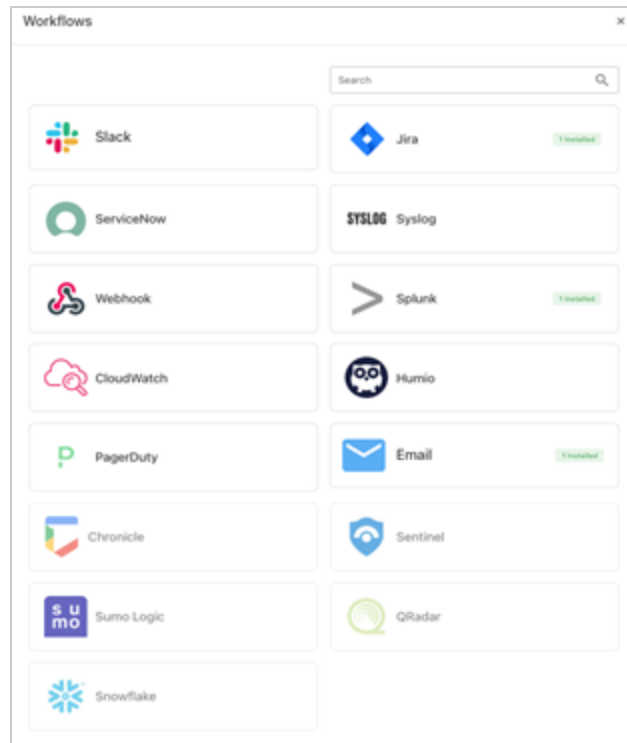 Workflows ×
Search
Slack
Jira 1 Installed
ServiceNow
SYSLOG Syslog
Webhook
Splunk 1 Installed
CloudWatch
Humio
P PagerDuty
Email 1 Installed
Chronicle
Sentinel
su
mo Sumo Logic
QRadar
Snowflake